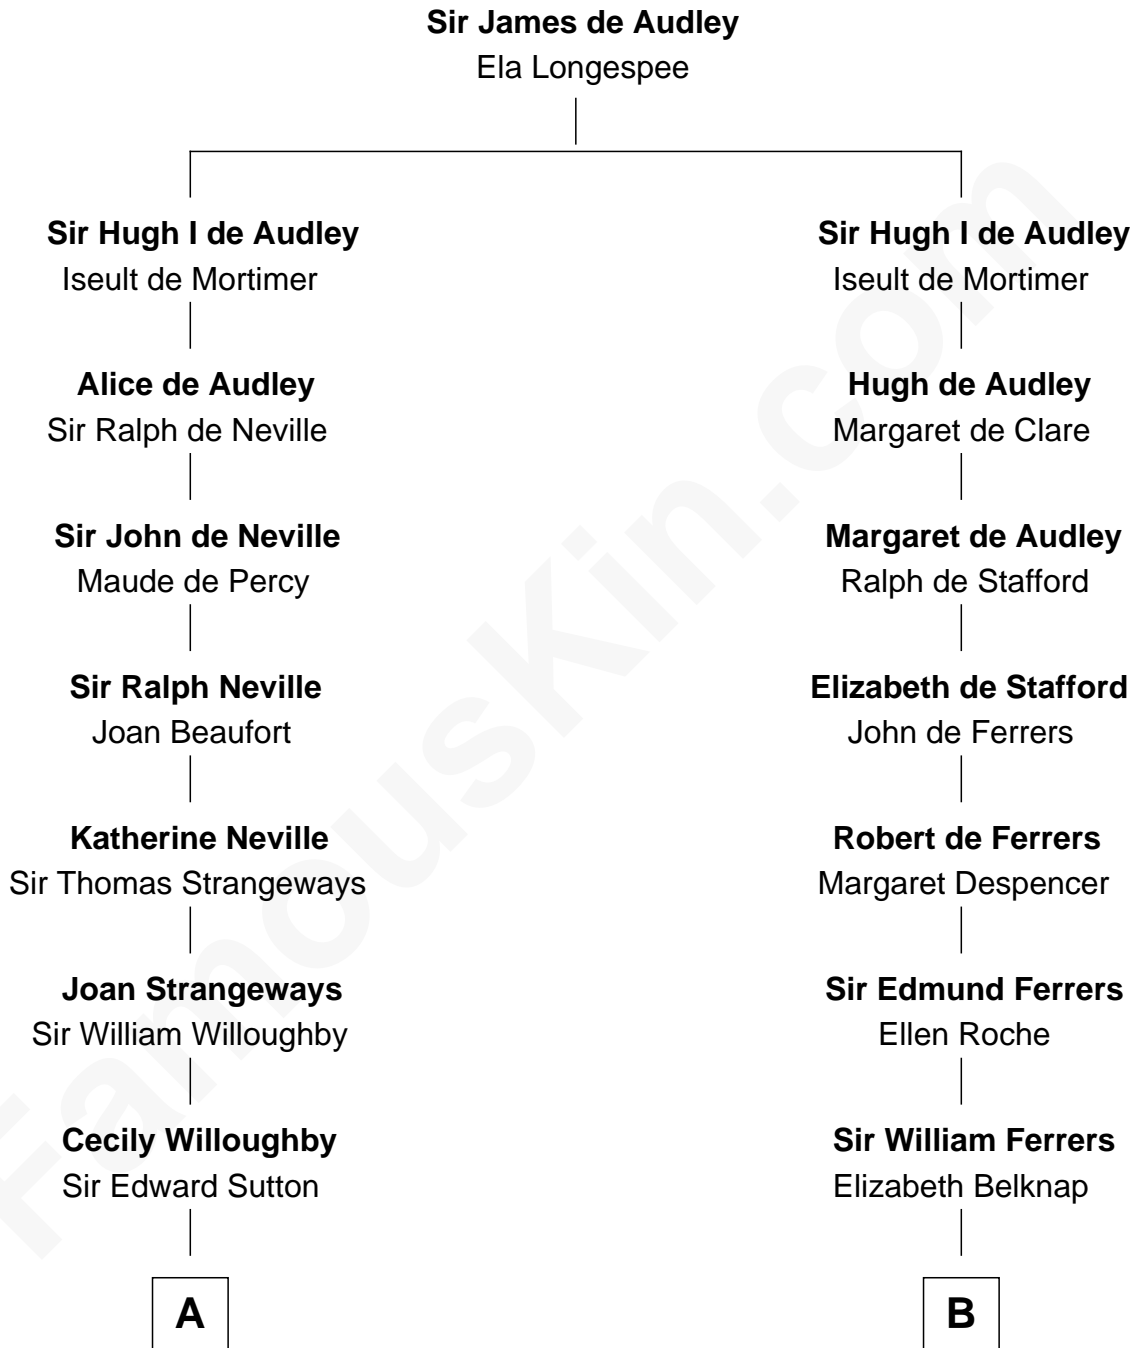 Sir James de Audley
Ela Longespee
Sir Hugh I de Audley
Iseult de Mortimer
Alice de Audley
Sir Ralph de Neville
Sir John de Neville
Maude de Percy
Sir Ralph Neville
Joan Beaufort
Katherine Neville
Sir Thomas Strangeways
Joan Strangeways
Sir William Willoughby
Cecily Willoughby
Sir Edward Sutton
A
Sir Hugh I de Audley
Iseult de Mortimer
Hugh de Audley
Margaret de Clare
Margaret de Audley
Ralph de Stafford
Elizabeth de Stafford
John de Ferrers
Robert de Ferrers
Margaret Despencer
Sir Edmund Ferrers
Ellen Roche
Sir William Ferrers
Elizabeth Belknap
B
FamousKin.com